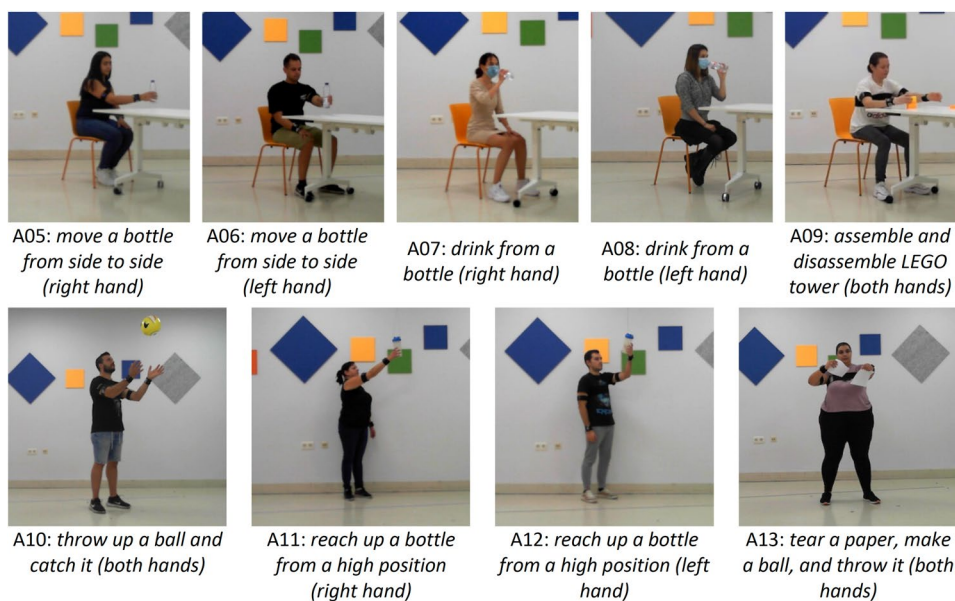 A05: move a bottle
from side to side
(right hand)
A06: move a bottle
from side to side
(left hand)
A07: drink from a
bottle (right hand)
A08: drink from a
bottle (left hand)
A09: assemble and
disassemble LEGO
tower (both hands)
A10: throw up a ball and
catch it (both hands)
A11: reach up a bottle
from a high position
(right hand)
A12: reach up a bottle
from a high position (left
hand)
A13: tear a paper, make
a ball, and throw it (both
hands)